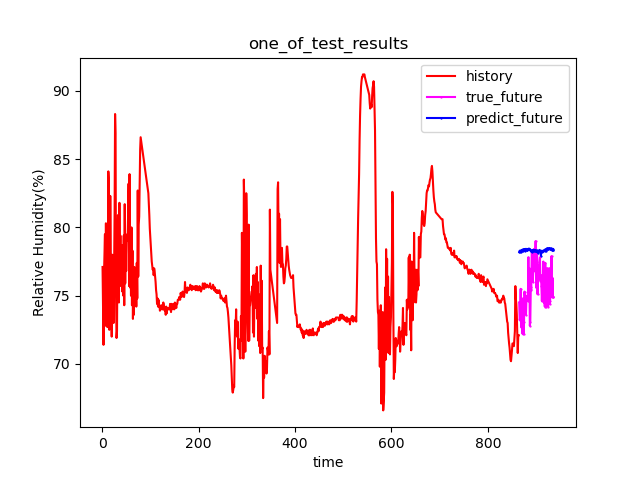 one_of_test_results
history
true_future
predict_future
90
85
80
75
70
Relative Humidity(%)
0 200 400 600 800
time